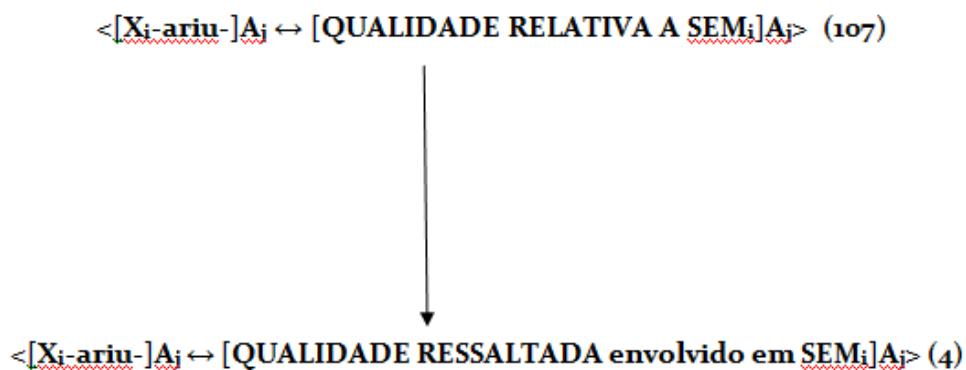 <[Xi-ariu-]Aj ↔ [QUALIDADE RELATIVA A SEMi]Aj> (107)
<[Xi-ariu-]Aj ↔ [QUALIDADE RESSALTADA envolvido em SEMi]Aj> (4)